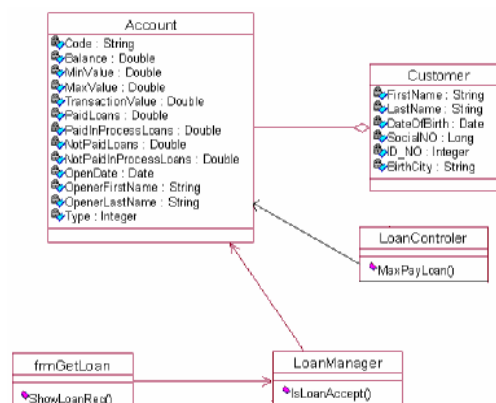 Account
Code : String
Balance : Double
MinValue : Double
MaxValue : Double
TransactionValue : Double
PaidLoans : Double
PaidInProcessLoans : Double
NotPaidLoans : Double
NotPaidInProcessLoans : Double
OpenDate : Date
OpenerFirstName : String
OpenerLastName : String
Type : Integer
Customer
FirstName : String
LastName : String
DateOfBirth : Date
SocialNO : Long
ID_NO : Integer
BirthCity : String
LoanControler
MaxPayLoan()
frmGetLoan
ShowLoanReq()
LoanManager
IsLoanAccept()